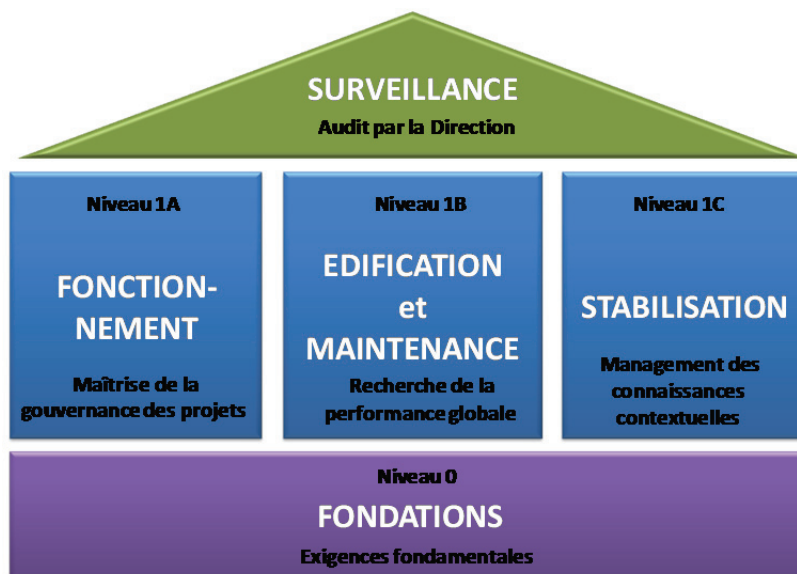 SURVEILLANCE
Audit par la Direction
Niveau 1A
FONCTION-
NEMENT
Maîtrise de la
gouvernance des projets
Niveau 1B
EDIFICATION
et
MAINTENANCE
Recherche de la
performance globale
Niveau 1C
STABILISATION
Management des
connaissances
contextuelles
Niveau 0
FONDATIONS
Exigences fondamentales